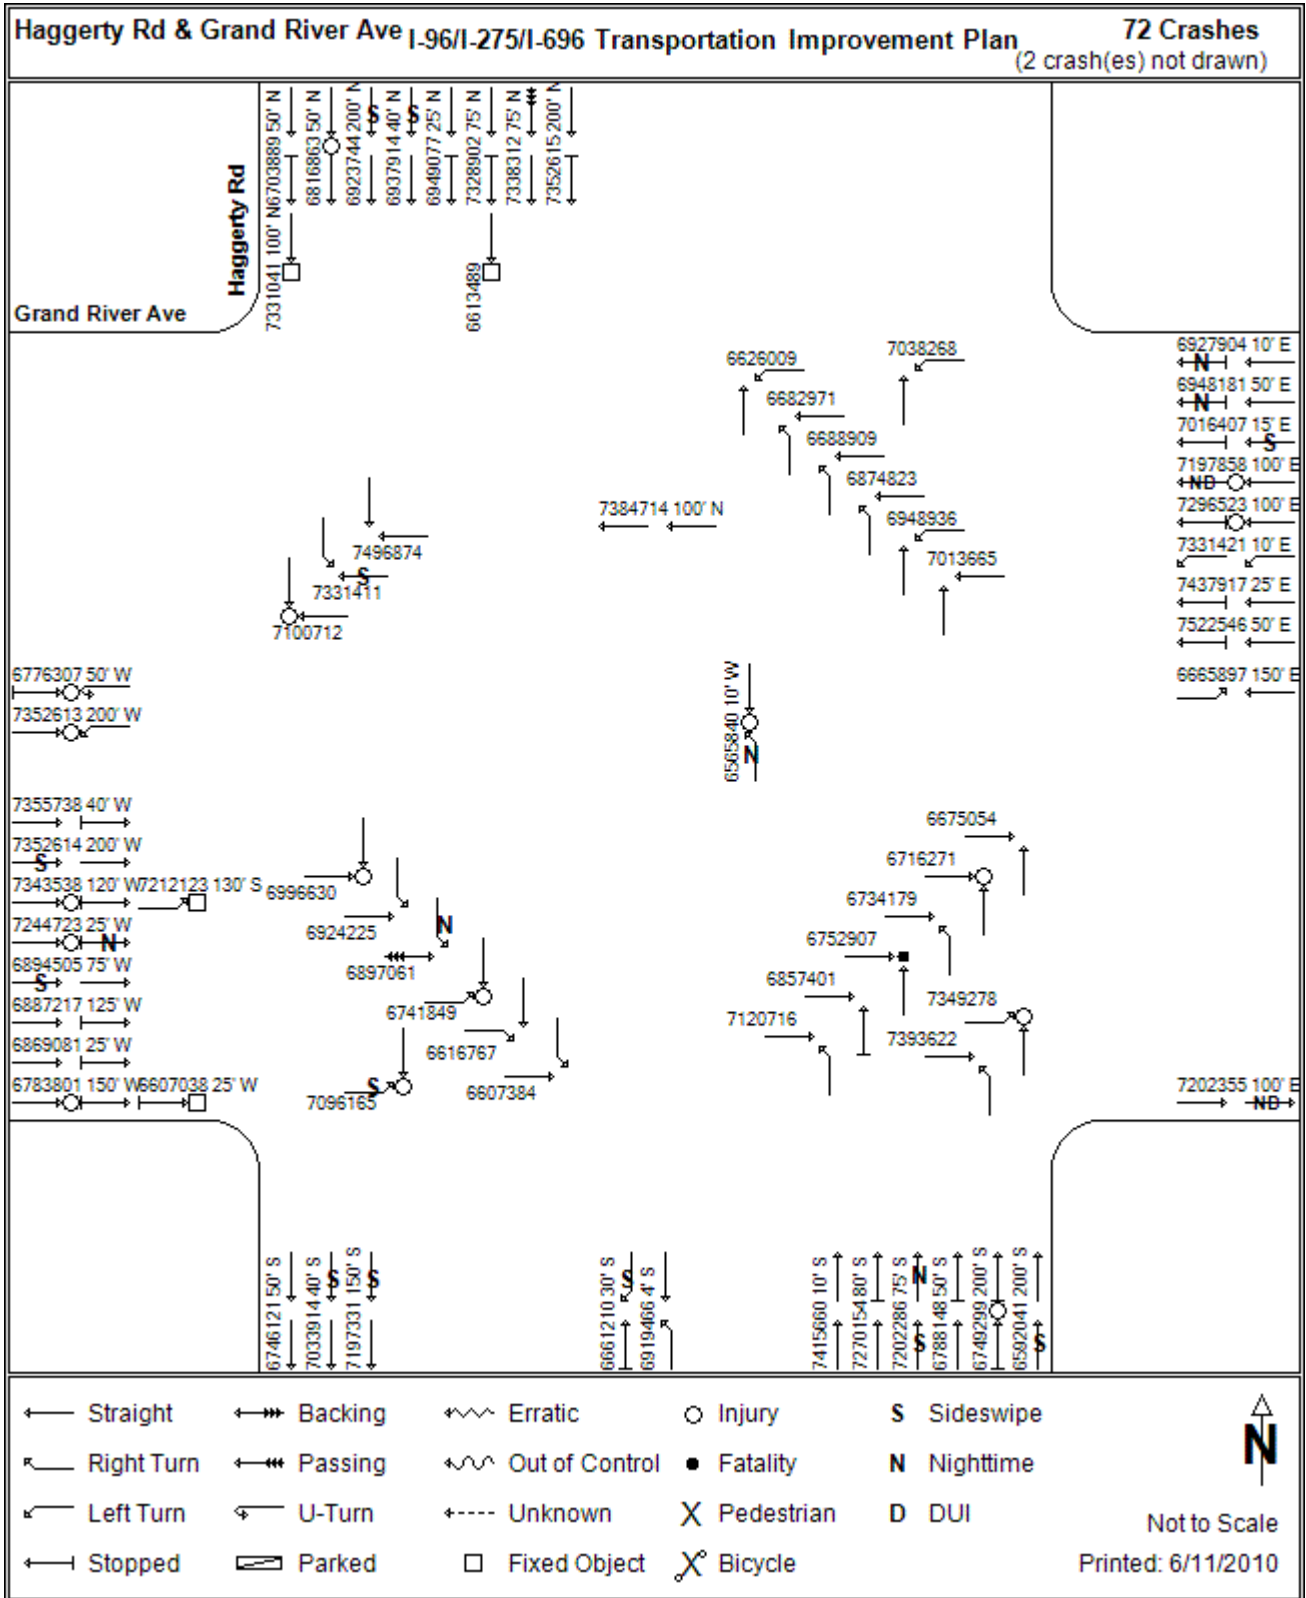 Haggerty Rd & Grand River Ave
I-96/I-275/I-696 Transportation Improvement Plan
72 Crashes
(2 crash(es) not drawn)
6703889 50' N
6816863 50' N
6923744 200' N
S
6937914 40' N
S
6949077 25' N
7328902 75' N
7338312 75' N
7352615 200' N
Haggerty Rd
7331041 100' N
6613489
Grand River Ave
6626009
7038268
6682971
6688909
6874823
6948936
7013665
7384714 100' N
7496874
S
7331411
7100712
6927904 10' E
N
6948181 50' E
N
7016407 15' E
S
7197858 100' E
ND
7296523 100' E
7331421 10' E
7437917 25' E
7522546 50' E
6665897 150' E
6776307 50' W
7352613 200' W
6565840 10' W
N
7355738 40' W
7352614 200' W
S
7343538 120' W
7212123 130' S
7244723 25' W
N
6894505 75' W
S
6887217 125' W
6869081 25' W
6783801 150' W
6607038 25' W
6996630
6924225
N
6897061
6741849
6616767
6607384
S
7096165
6675054
6716271
6734179
6752907
6857401
7349278
7120716
7393622
7202355 100' E
ND
6746121 50' S
7033914 40' S
S
7197331 150' S
S
6661210 30' S
S
6919466 4' S
7415660 10' S
7270154 80' S
7202286 75' S
N
S
6788148 50' S
6749299 200' S
6592041 200' S
S
Straight
Backing
Erratic
Injury
S Sideswipe
Right Turn
Passing
Out of Control
Fatality
N Nighttime
Left Turn
U-Turn
Unknown
Pedestrian
D DUI
Stopped
Parked
Fixed Object
Bicycle
N
Not to Scale
Printed: 6/11/2010